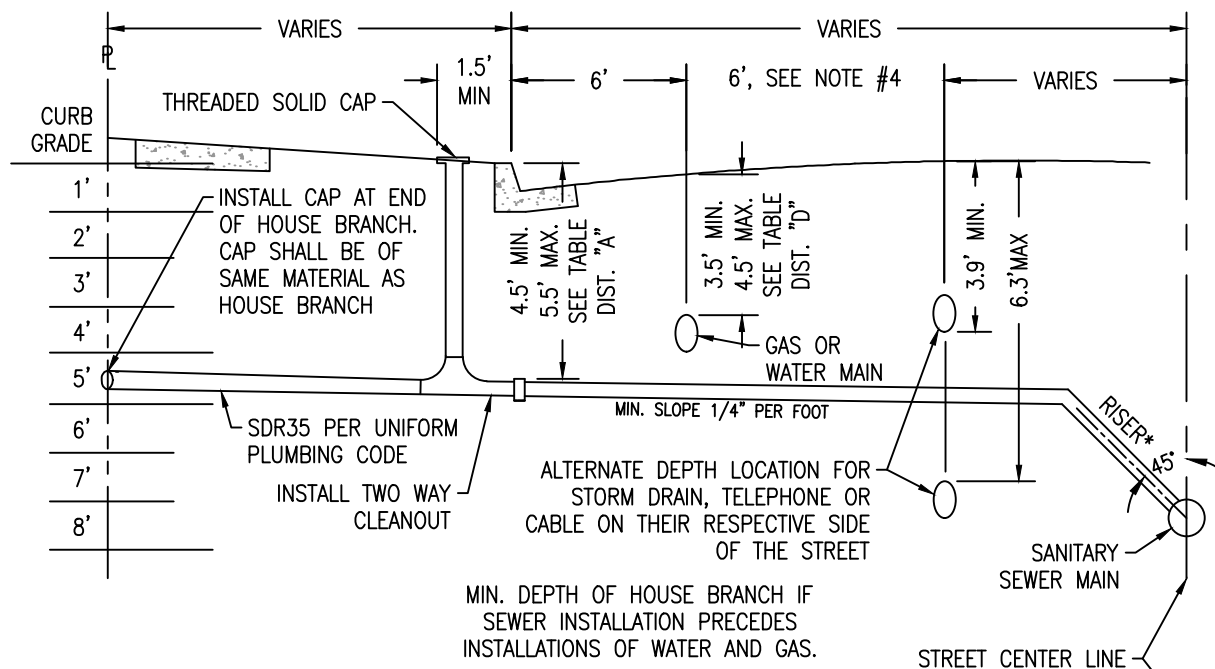 VARIES
VARIES
PL
1.5'
MIN
6'
6', SEE NOTE #4
VARIES
THREADED SOLID CAP
CURB
GRADE
1'
2'
3'
4'
5'
6'
7'
8'
INSTALL CAP AT END
OF HOUSE BRANCH.
CAP SHALL BE OF
SAME MATERIAL AS
HOUSE BRANCH
4.5' MIN.
5.5' MAX.
SEE TABLE
DIST. "A"
3.5' MIN.
4.5' MAX.
SEE TABLE
DIST. "D"
3.9' MIN.
6.3'MAX
GAS OR
WATER MAIN
MIN. SLOPE 1/4" PER FOOT
RISER*
45°
SDR35 PER UNIFORM
PLUMBING CODE
INSTALL TWO WAY
CLEANOUT
ALTERNATE DEPTH LOCATION FOR
STORM DRAIN, TELEPHONE OR
CABLE ON THEIR RESPECTIVE SIDE
OF THE STREET
SANITARY
SEWER MAIN
MIN. DEPTH OF HOUSE BRANCH IF
SEWER INSTALLATION PRECEDES
INSTALLATIONS OF WATER AND GAS.
STREET CENTER LINE